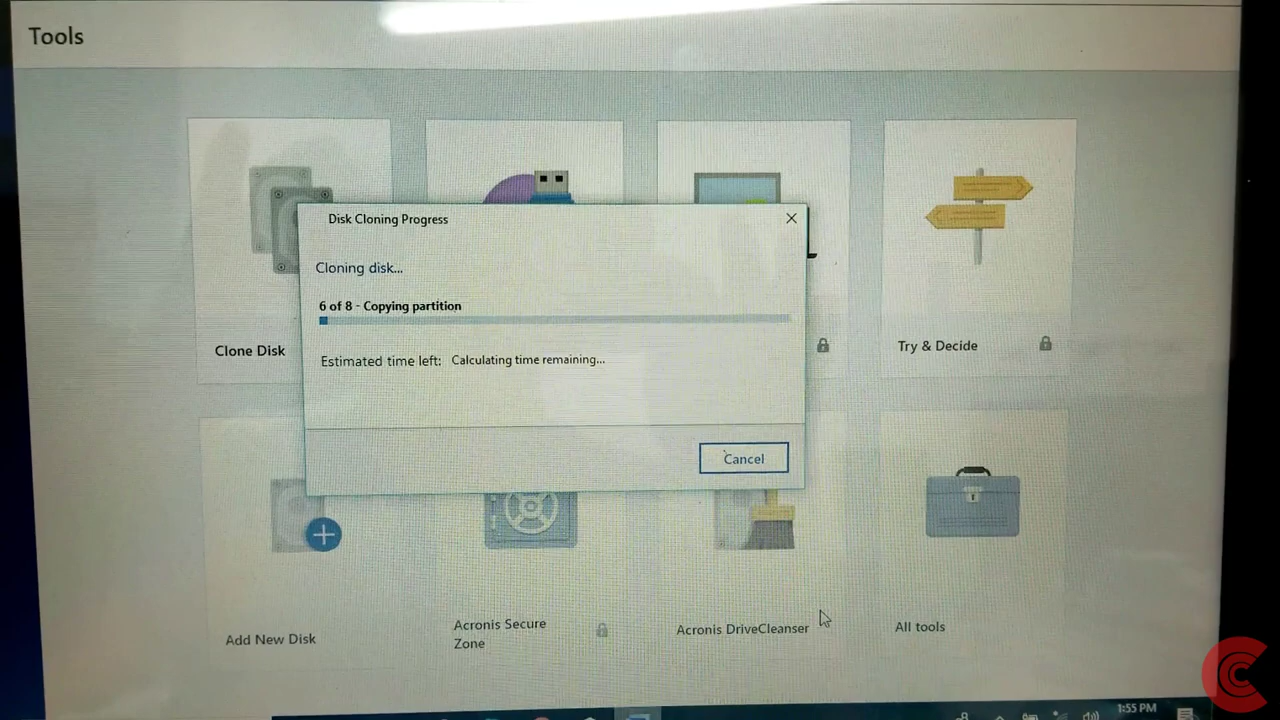 Tools
Disk Cloning Progress
Cloning disk...
6 of 8 - Copying partition
Estimated time left: Calculating time remaining...
Cancel
Clone Disk
Try & Decide
Add New Disk
Acronis Secure
Zone
Acronis DriveCleanser
All tools
1:55 PM